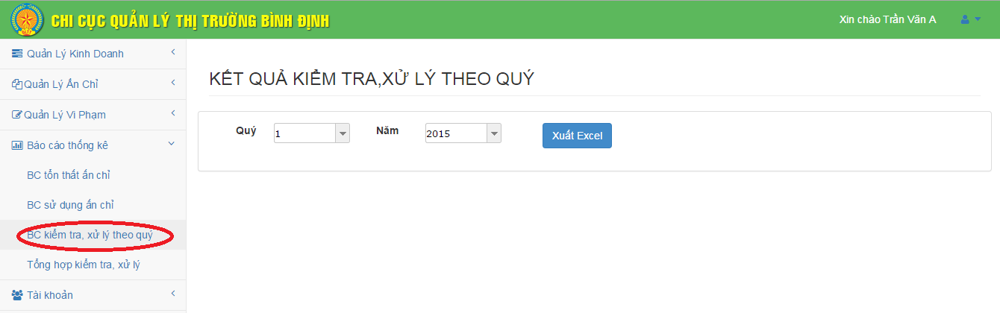 CHI CỤC QUẢN LÝ THỊ TRƯỜNG BÌNH ĐỊNH
Xin chào Trần Văn A
Quản Lý Kinh Doanh
Quản Lý Ấn Chỉ
Quản Lý Vi Phạm
Báo cáo thống kê
BC tổn thất ấn chỉ
BC sử dụng ấn chỉ
BC kiểm tra, xử lý theo quý
Tổng hợp kiểm tra, xử lý
Tài khoản
KẾT QUẢ KIỂM TRA,XỬ LÝ THEO QUÝ
Quý 1 Năm 2015 Xuất Excel